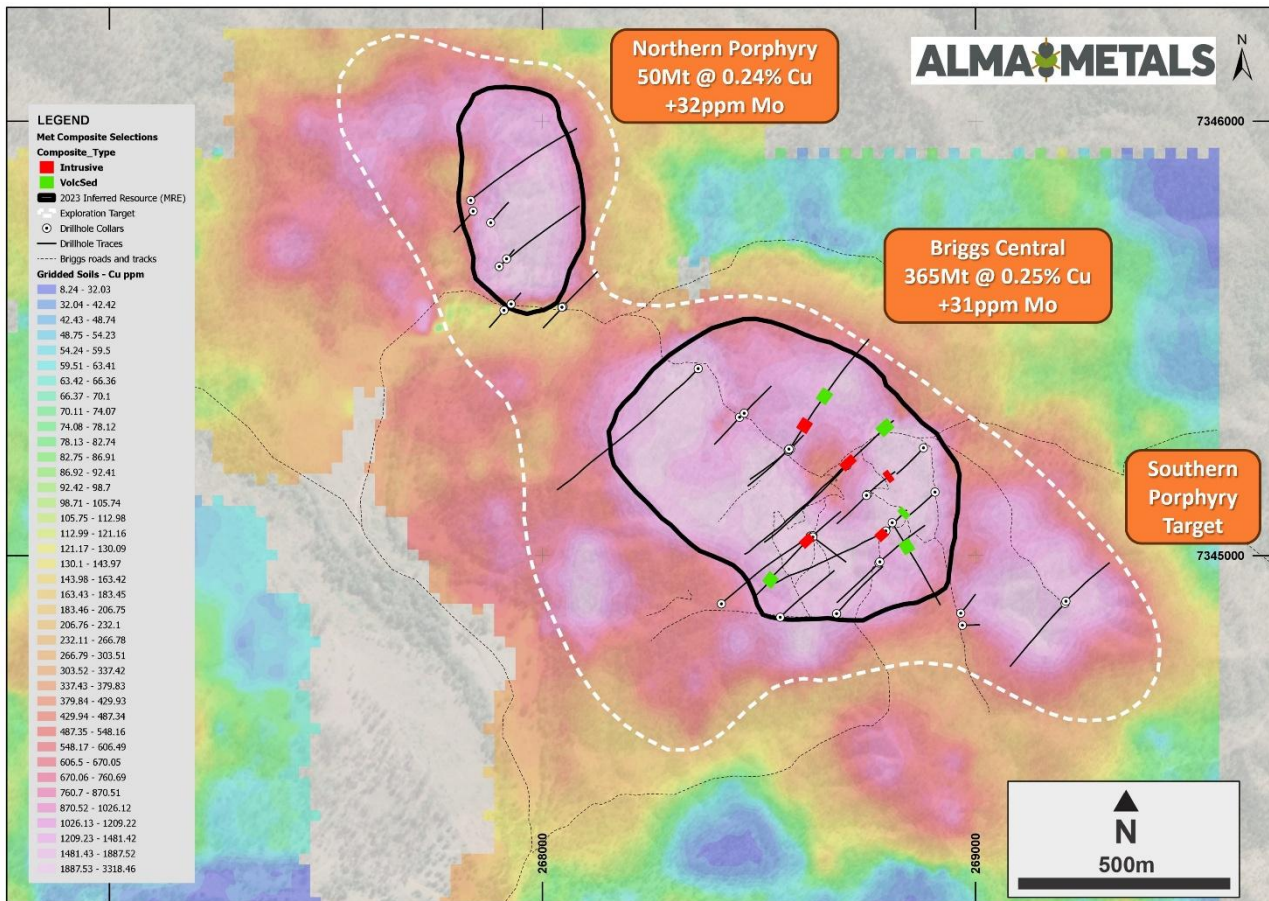 Northern Porphyry
50Mt @ 0.24% Cu
+32ppm Mo
ALMA METALS
N
7346000
LEGEND
Met Composite Selections
Composite_Type
Intrusive
VolcSed
2023 Inferred Resource (MRE)
Exploration Target
Drillhole Collars
Drillhole Traces
Briggs roads and tracks
Gridded Soils - Cu ppm
8.24 - 32.03
32.04 - 42.42
42.43 - 48.74
48.75 - 54.23
54.24 - 59.5
59.51 - 63.41
63.42 - 66.36
66.37 - 70.1
70.11 - 74.07
74.08 - 78.12
78.13 - 82.74
82.75 - 86.91
86.92 - 92.41
92.42 - 98.7
98.71 - 105.74
105.75 - 112.98
112.99 - 121.16
121.17 - 130.09
130.1 - 143.97
143.98 - 163.42
163.43 - 183.45
183.46 - 206.75
206.76 - 232.1
232.11 - 266.78
266.79 - 303.51
303.52 - 337.42
337.43 - 379.83
379.84 - 429.93
429.94 - 487.34
487.35 - 548.16
548.17 - 606.49
606.5 - 670.05
670.06 - 760.69
760.7 - 870.51
870.52 - 1026.12
1026.13 - 1209.22
1209.23 - 1481.42
1481.43 - 1887.52
1887.53 - 3318.46
Briggs Central
365Mt @ 0.25% Cu
+31ppm Mo
Southern
Porphyry
Target
7345000
268000
269000
N
500m